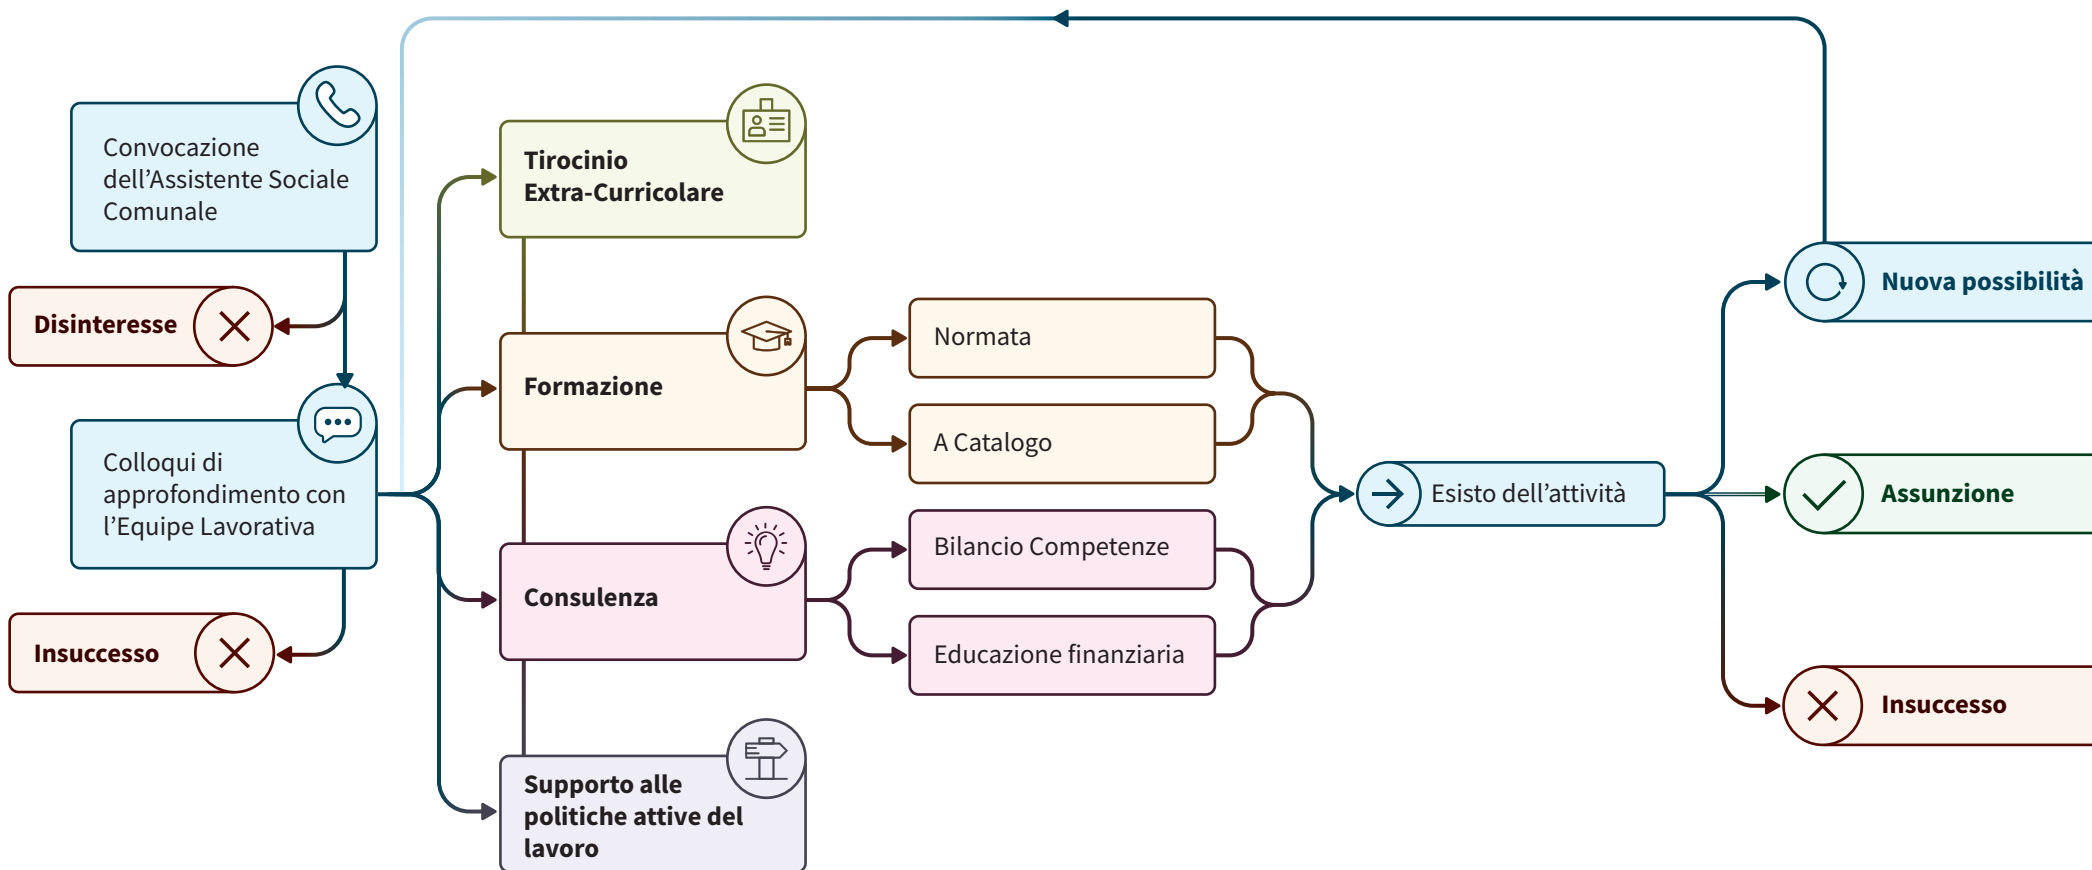 Convocazione
dell’Assistente Sociale
Comunale
Disinteresse
Colloqui di
approfondimento con
l’Equipe Lavorativa
Insuccesso
Tirocinio
Extra-Curricolare
Formazione
Normata
A Catalogo
Consulenza
Bilancio Competenze
Educazione finanziaria
Supporto alle
politiche attive del
lavoro
Esisto dell’attività
Nuova possibilità
Assunzione
Insuccesso